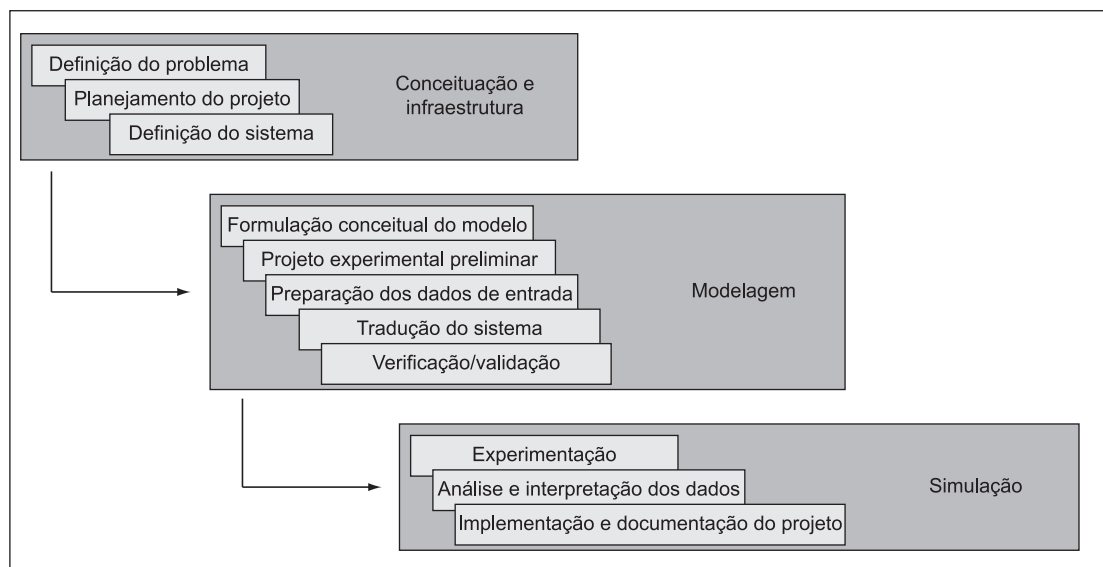 Definição do problema
Planejamento do projeto
Definição do sistema
Conceituação e
infraestrutura
Formulação conceitual do modelo
Projeto experimental preliminar
Preparação dos dados de entrada
Tradução do sistema
Verificação/validação
Modelagem
Experimentação
Análise e interpretação dos dados
Implementação e documentação do projeto
Simulação